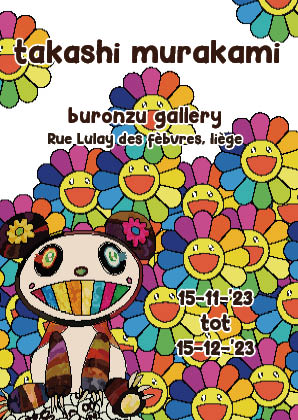 takashi murakami
buronzu gallery
Rue Lulay des fèbvres, liège
15-11-'23
tot
15-12-'23